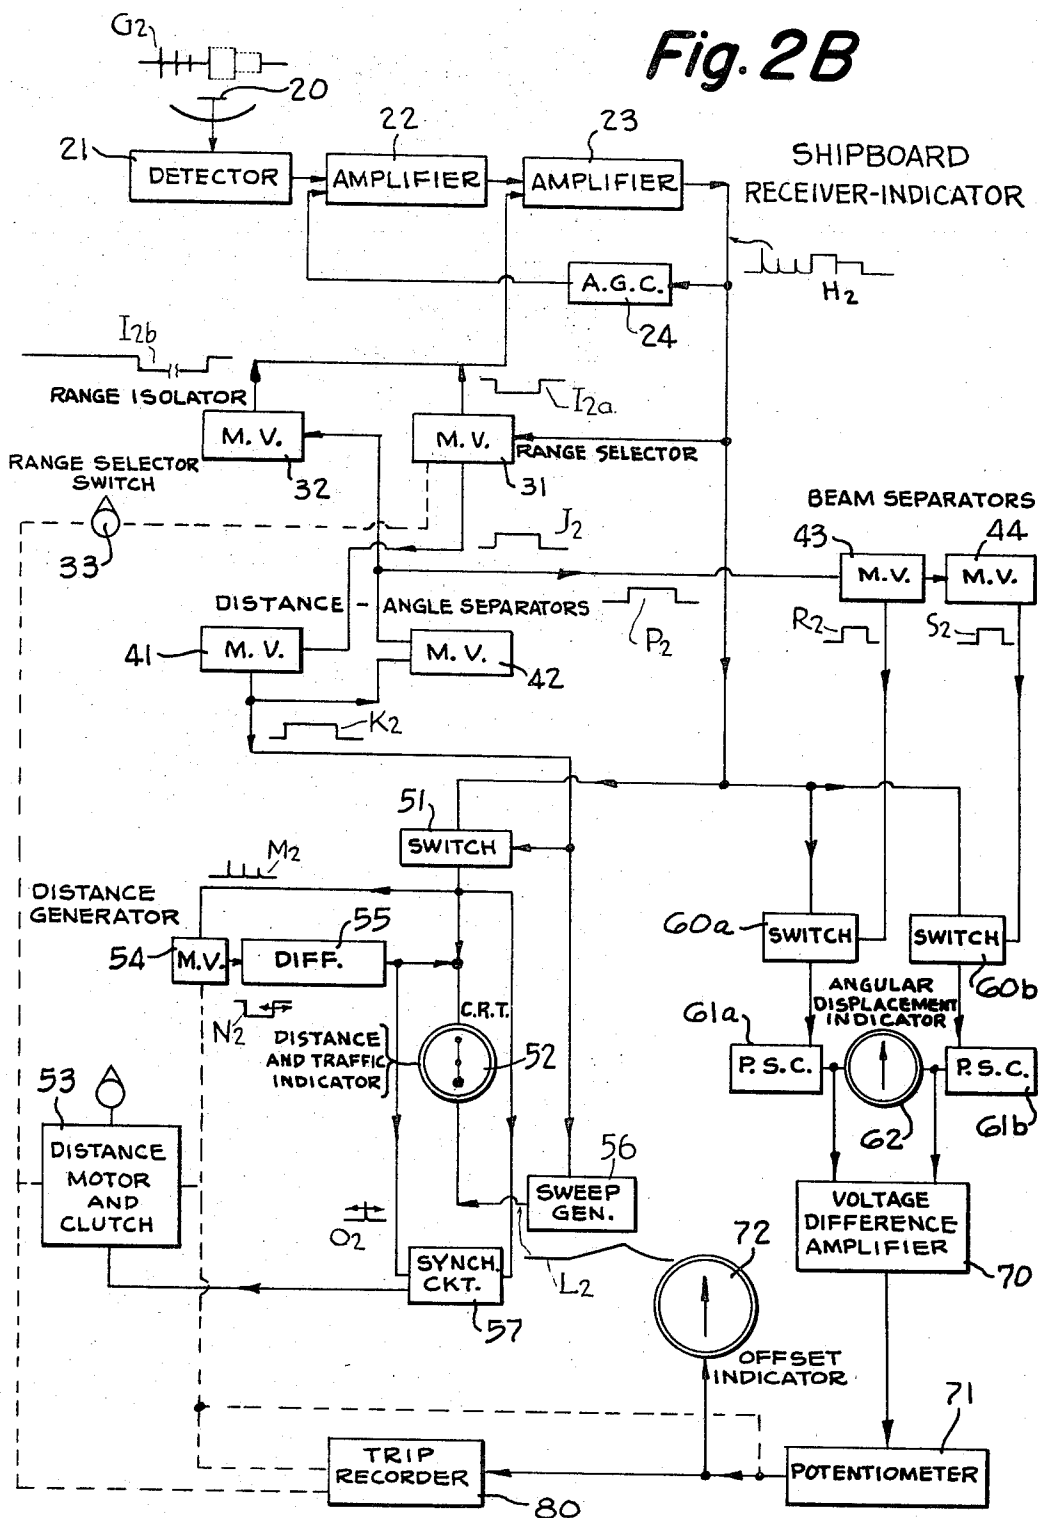 G2
Fig. 2B
20
21
22
23
DETECTOR
AMPLIFIER
AMPLIFIER
SHIPBOARD
RECEIVER-INDICATOR
H2
A.G.C.
24
I2b
RANGE ISOLATOR
I2a
M.V.
M.V.
RANGE SELECTOR
RANGE SELECTOR
SWITCH
32
31
33
J2
BEAM SEPARATORS
43
44
M.V.
M.V.
DISTANCE - ANGLE SEPARATORS
P2
R2
S2
41
M.V.
M.V.
42
K2
51
SWITCH
M2
DISTANCE
GENERATOR
55
54
M.V.
DIFF.
60a
SWITCH
SWITCH
60b
N2
C.R.T.
ANGULAR
DISPLACEMENT
INDICATOR
61a
DISTANCE
AND TRAFFIC
INDICATOR
52
P.S.C.
P.S.C.
62
61b
53
DISTANCE
MOTOR
AND
CLUTCH
56
SWEEP
GEN.
VOLTAGE
DIFFERENCE
AMPLIFIER
70
O2
SYNCH.
CKT.
57
L2
72
OFFSET
INDICATOR
71
TRIP
RECORDER
80
POTENTIOMETER